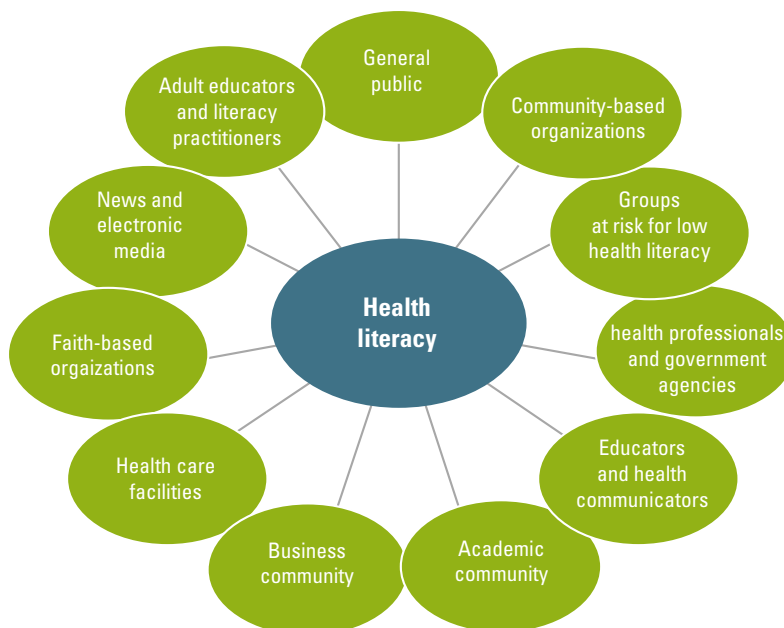 General
public
Community-based
organizations
Groups
at risk for low
health literacy
health professionals
and government
agencies
Educators
and health
communicators
Academic
community
Business
community
Health care
facilities
Faith-based
orgaizations
News and
electronic
media
Adult educators
and literacy
practitioners
Health
literacy